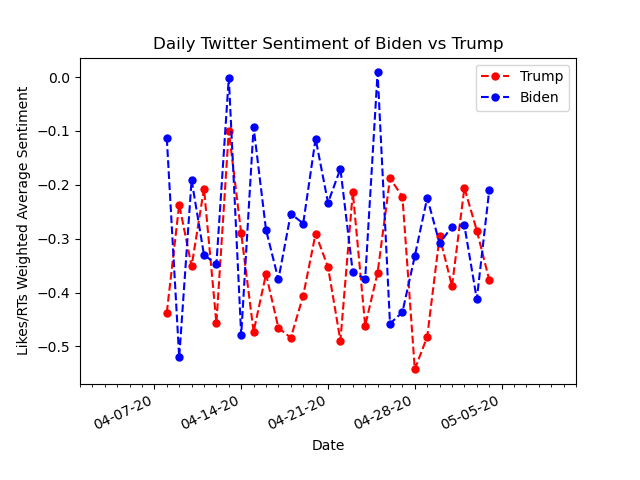 Daily Twitter Sentiment of Biden vs Trump
Trump
Biden
Likes/RTs Weighted Average Sentiment
0.0
−0.1
−0.2
−0.3
−0.4
−0.5
04-07-20
04-14-20
04-21-20
04-28-20
05-05-20
Date